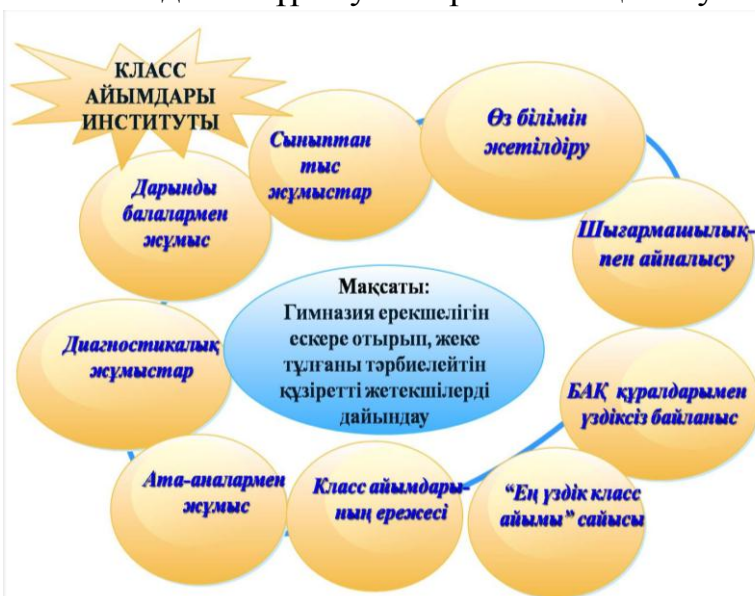 КЛАСС
АЙЫМДАРЫ
ИНСТИТУТЫ
Сыныптан
тыс
жұмыстар
Өз білімін
жетілдіру
Шығармашылық-
пен айналысу
БАҚ құралдарымен
үздіксіз байланыс
“Ең үздік класс
айымы” сайысы
Класс айымдары-
ның ережесі
Ата-аналармен
жұмыс
Диагностикалық
жұмыстар
Дарынды
балалармен
жұмыс
Мақсаты:
Гимназия ерекшелігін
ескере отырып, жеке
тұлғаны тәрбиелейтін
құзіретті жетекшілерді
дайындау